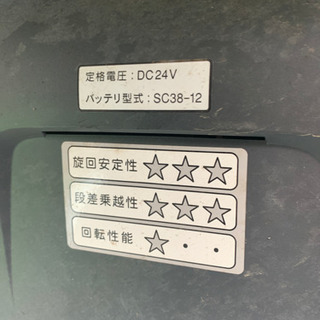 定格電圧：DC24V
バッテリ型式：SC38-12
旋回安定性 ☆☆☆
段差乗越性 ☆☆☆
回転性能 ☆・・